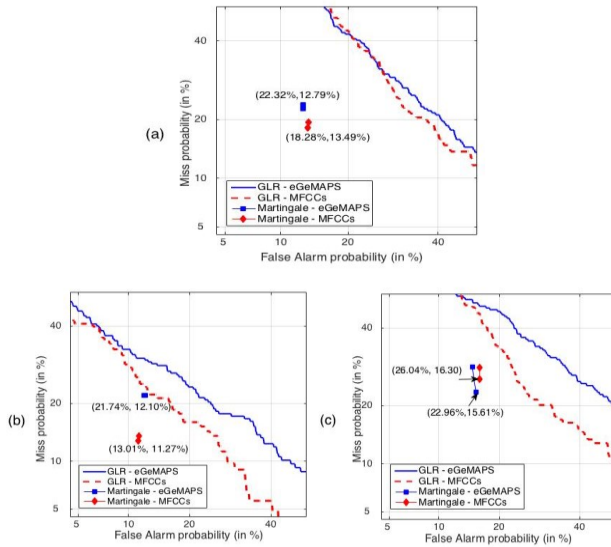 40
20
10
5
Miss probability (in %)
(22.32%,12.79%)
(18.28%,13.49%)
(a)
GLR - eGeMAPS
GLR - MFCCs
Martingale - eGeMAPS
Martingale - MFCCs
5 10 20 40
False Alarm probability (in %)
40
20
10
5
Miss probability (in %)
(21.74%, 12.10%)
(13.01%, 11.27%)
(b)
GLR - eGeMAPS
GLR - MFCCs
Martingale - eGeMAPS
Martingale - MFCCs
5 10 20 40
False Alarm probability (in %)
40
20
10
5
Miss probability (in %)
(26.04%, 16.30)
(22.96%,15.61%)
(c)
GLR - eGeMAPS
GLR - MFCCs
Martingale - eGeMAPS
Martingale - MFCCs
5 10 20 40
False Alarm probability (in %)